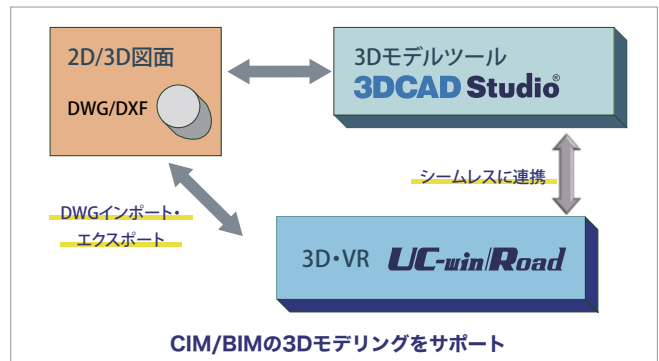 2D/3D図面
DWG/DXF
3Dモデルツール
3DCAD Studio®
シームレスに連携
DWGインポート・
エクスポート
3D・VR UC-win/Road
CIM/BIMの3Dモデリングをサポート